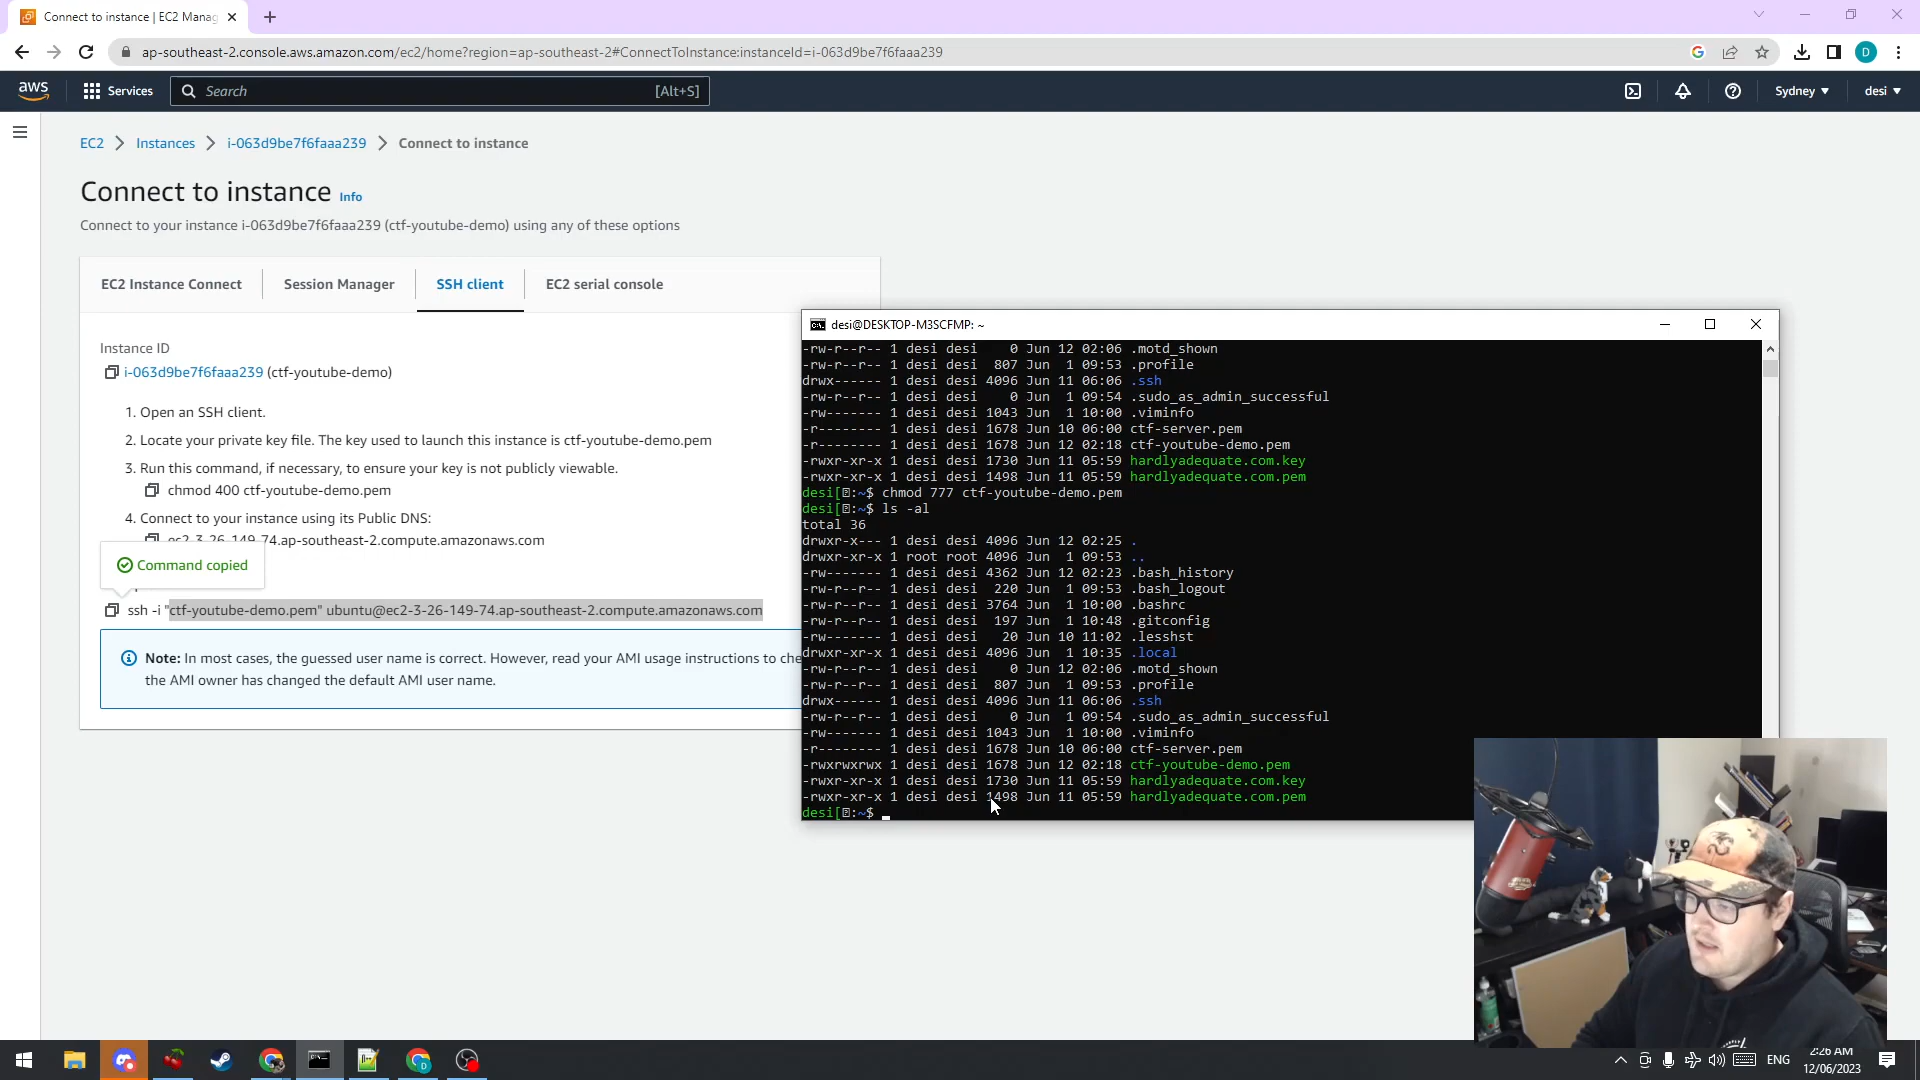 Connect to instance | EC2 Manag
ap-southeast-2.console.aws.amazon.com/ec2/home?region=ap-southeast-2#ConnectToInstance:instanceId=i-063d9be7f6faaa239
D
aws
Services
Search
[Alt+S]
Sydney
desi
EC2
Instances
i-063d9be7f6faaa239
Connect to instance
Connect to instance
Info
Connect to your instance i-063d9be7f6faaa239 (ctf-youtube-demo) using any of these options
EC2 Instance Connect
Session Manager
SSH client
EC2 serial console
Instance ID
i-063d9be7f6faaa239 (ctf-youtube-demo)
1. Open an SSH client.
2. Locate your private key file. The key used to launch this instance is ctf-youtube-demo.pem
3. Run this command, if necessary, to ensure your key is not publicly viewable.
chmod 400 ctf-youtube-demo.pem
4. Connect to your instance using its Public DNS:
ec2-3-26-149-74.ap-southeast-2.compute.amazonaws.com
Command copied
ssh -i "ctf-youtube-demo.pem" ubuntu@ec2-3-26-149-74.ap-southeast-2.compute.amazonaws.com
Note: In most cases, the guessed user name is correct. However, read your AMI usage instructions to che
the AMI owner has changed the default AMI user name.
desi@DESKTOP-M3SCFMP: ~
-rw-r--r-- 1 desi desi    0 Jun 12 02:06 .motd_shown
-rw-r--r-- 1 desi desi  807 Jun  1 09:53 .profile
drwx------ 1 desi desi 4096 Jun 11 06:06 .ssh
-rw-r--r-- 1 desi desi    0 Jun  1 09:54 .sudo_as_admin_successful
-rw------- 1 desi desi 1043 Jun  1 10:00 .viminfo
-r-------- 1 desi desi 1678 Jun 10 06:00 ctf-server.pem
-r-------- 1 desi desi 1678 Jun 12 02:18 ctf-youtube-demo.pem
-rwxr-xr-x 1 desi desi 1730 Jun 11 05:59 hardlyadequate.com.key
-rwxr-xr-x 1 desi desi 1498 Jun 11 05:59 hardlyadequate.com.pem
desi[⍰:~$ chmod 777 ctf-youtube-demo.pem
desi[⍰:~$ ls -al
total 36
drwxr-x--- 1 desi desi 4096 Jun 12 02:25 .
drwxr-xr-x 1 root root 4096 Jun  1 09:53 ..
-rw------- 1 desi desi 4362 Jun 12 02:23 .bash_history
-rw-r--r-- 1 desi desi  220 Jun  1 09:53 .bash_logout
-rw-r--r-- 1 desi desi 3764 Jun  1 10:00 .bashrc
-rw-r--r-- 1 desi desi  197 Jun  1 10:48 .gitconfig
-rw------- 1 desi desi   20 Jun 10 11:02 .lesshst
drwxr-xr-x 1 desi desi 4096 Jun  1 10:35 .local
-rw-r--r-- 1 desi desi    0 Jun 12 02:06 .motd_shown
-rw-r--r-- 1 desi desi  807 Jun  1 09:53 .profile
drwx------ 1 desi desi 4096 Jun 11 06:06 .ssh
-rw-r--r-- 1 desi desi    0 Jun  1 09:54 .sudo_as_admin_successful
-rw------- 1 desi desi 1043 Jun  1 10:00 .viminfo
-r-------- 1 desi desi 1678 Jun 10 06:00 ctf-server.pem
-rwxrwxrwx 1 desi desi 1678 Jun 12 02:18 ctf-youtube-demo.pem
-rwxr-xr-x 1 desi desi 1730 Jun 11 05:59 hardlyadequate.com.key
-rwxr-xr-x 1 desi desi 1498 Jun 11 05:59 hardlyadequate.com.pem
desi[⍰:~$
ENG
2:26 AM
12/06/2023